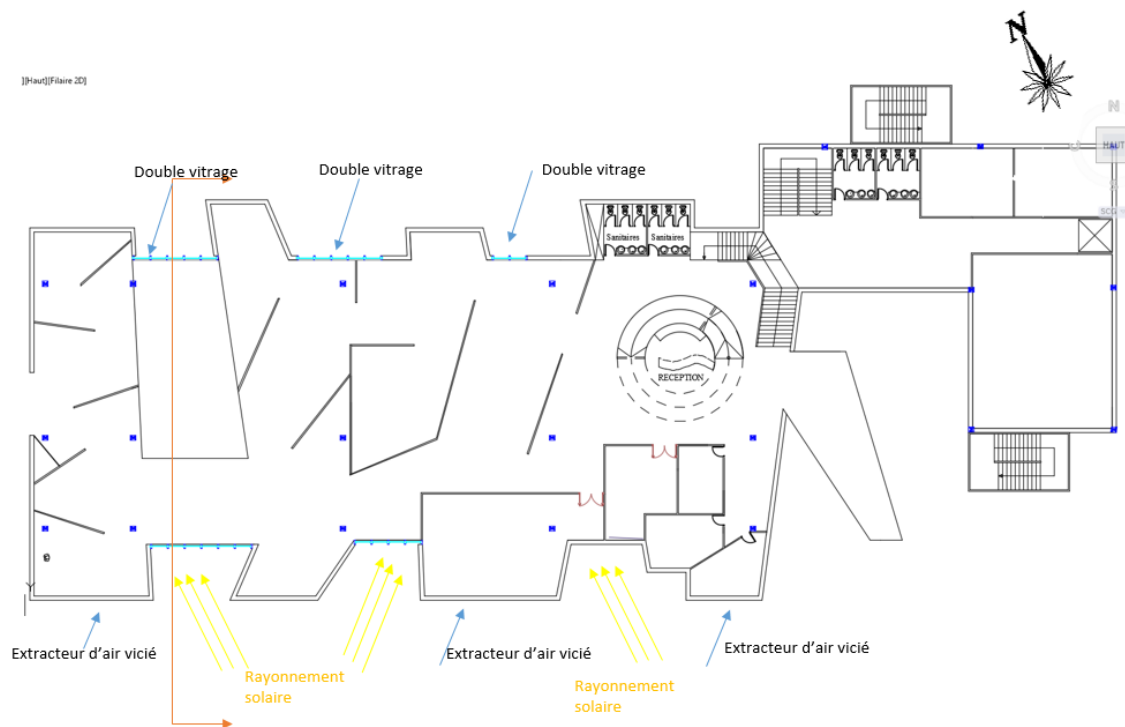 N
][Haut][Filaire 2D]
N
HAUT
SCG
Double vitrage
Double vitrage
Double vitrage
Sanitaires
Sanitaires
RECEPTION
Y
Extracteur d’air vicié
Extracteur d’air vicié
Extracteur d’air vicié
Rayonnement
solaire
Rayonnement
solaire